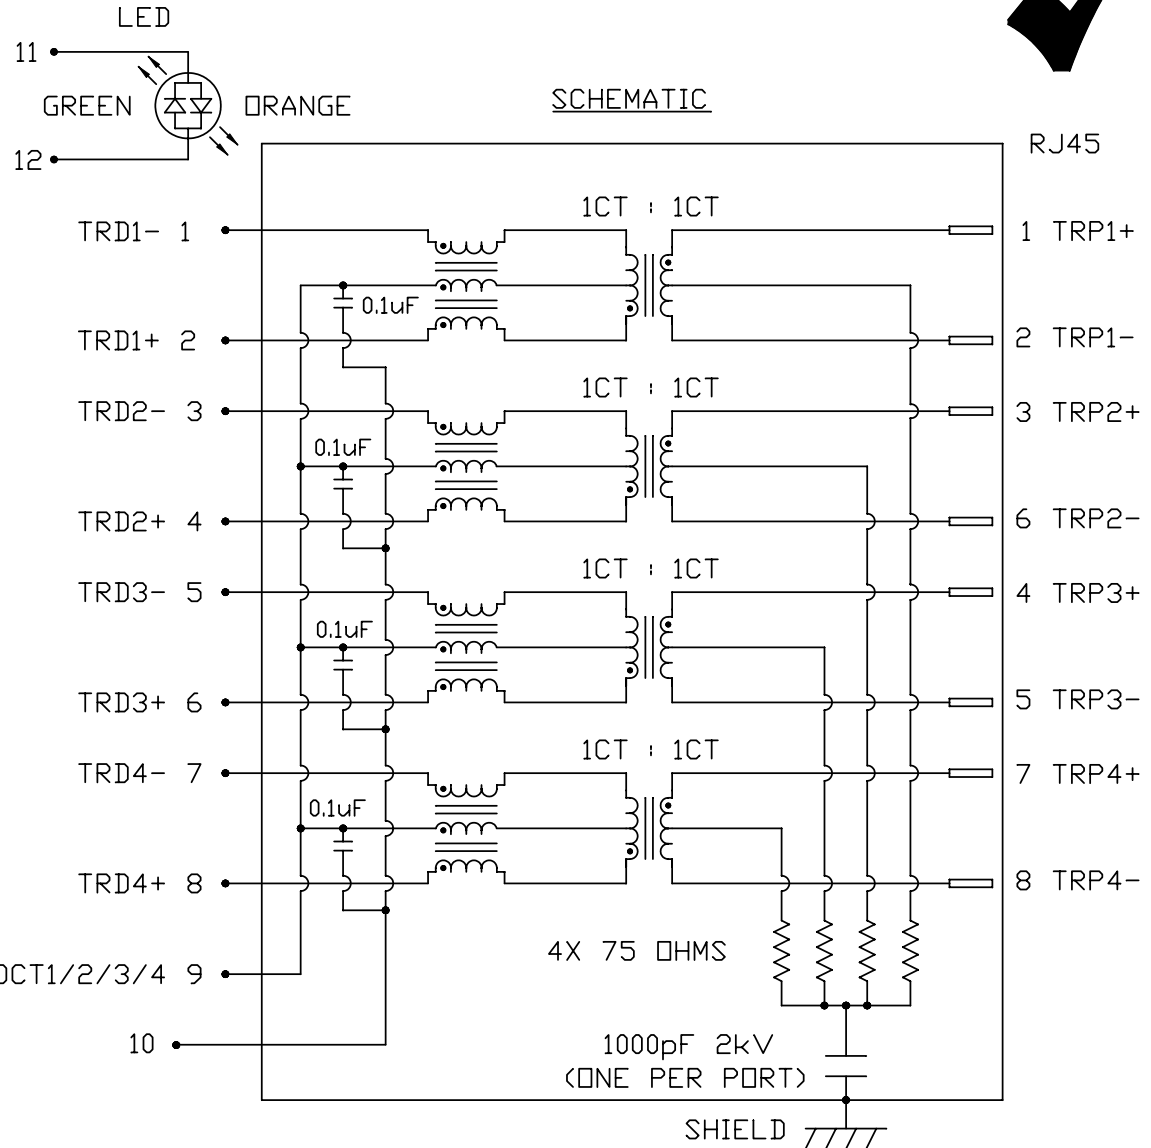 LED
11
GREEN ORANGE
SCHEMATIC
12
RJ45
1CT : 1CT
TRD1- 1
1 TRP1+
0.1uF
TRD1+ 2
2 TRP1-
1CT : 1CT
TRD2- 3
3 TRP2+
0.1uF
TRD2+ 4
6 TRP2-
1CT : 1CT
TRD3- 5
4 TRP3+
0.1uF
TRD3+ 6
5 TRP3-
1CT : 1CT
TRD4- 7
7 TRP4+
0.1uF
TRD4+ 8
8 TRP4-
4X 75 OHMS
OCT1/2/3/4 9
10
1000pF 2kV
(ONE PER PORT)
SHIELD